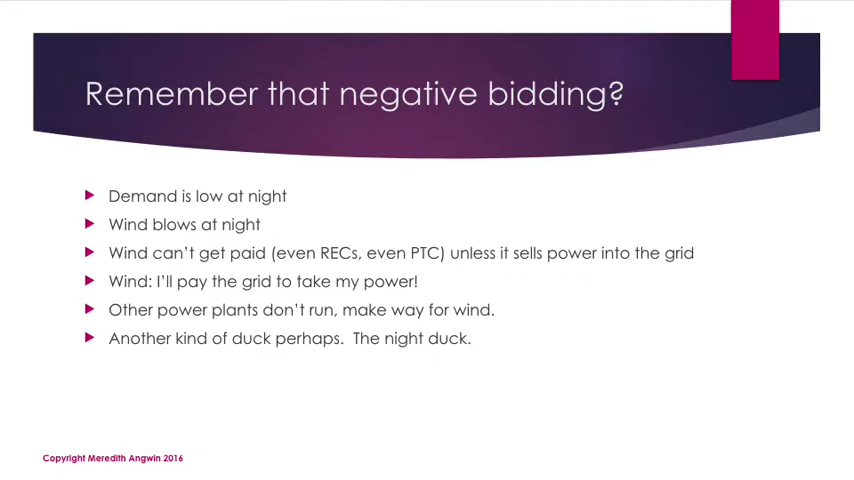 Remember that negative bidding?
Demand is low at night
Wind blows at night
Wind can't get paid (even RECs, even PTC) unless it sells power into the grid
Wind: I'll pay the grid to take my power!
Other power plants don't run, make way for wind.
Another kind of duck perhaps.  The night duck.
Copyright Meredith Angwin 2016